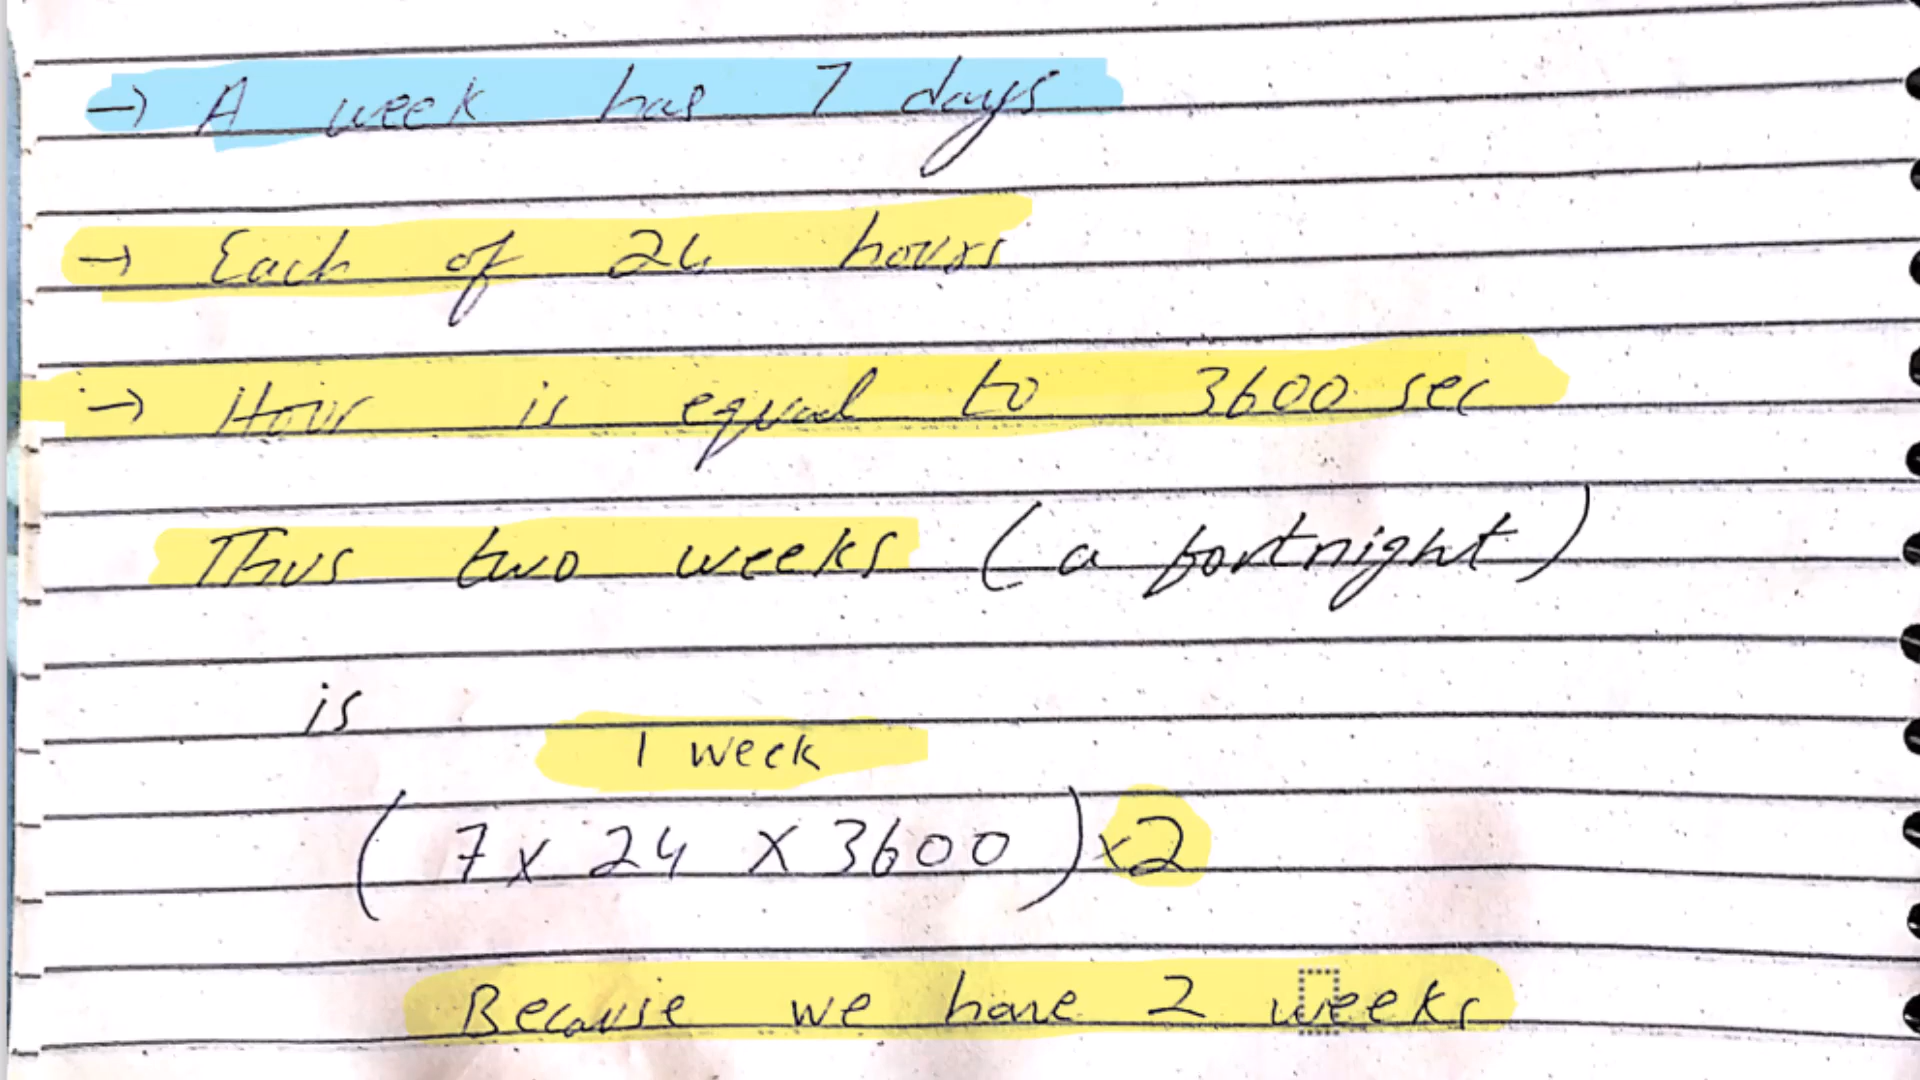 → A week has 7 days
→ Each of 24 hours
→ Hour is equal to 3600 sec
Thus two weeks (a fortnight)
is
1 week
(7 x 24 x 3600) x 2
Because we have 2 weeks